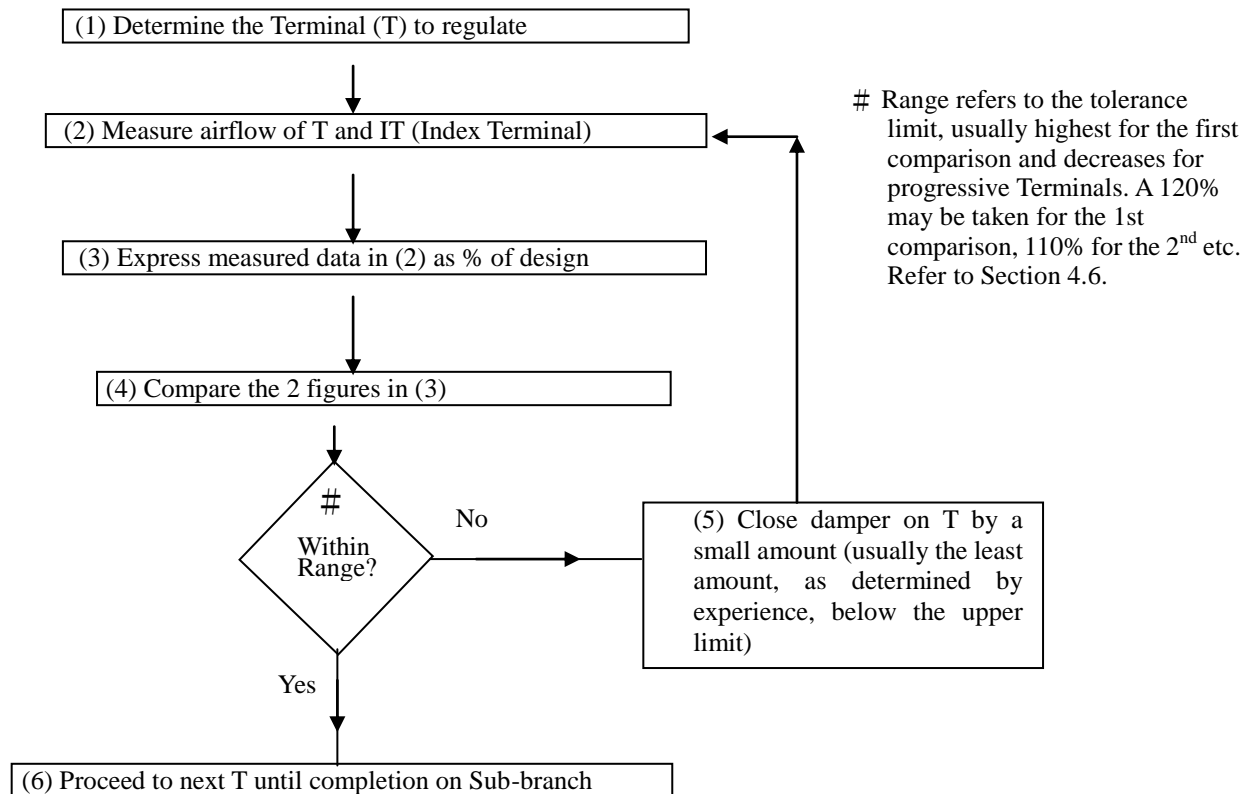 (1) Determine the Terminal (T) to regulate
(2) Measure airflow of T and IT (Index Terminal)
# Range refers to the tolerance
limit, usually highest for the first
comparison and decreases for
progressive Terminals. A 120%
may be taken for the 1st
comparison, 110% for the 2nd etc.
Refer to Section 4.6.
(3) Express measured data in (2) as % of design
(4) Compare the 2 figures in (3)
#
Within
Range?
No
(5) Close damper on T by a
small amount (usually the least
amount, as determined by
experience, below the upper
limit)
Yes
(6) Proceed to next T until completion on Sub-branch